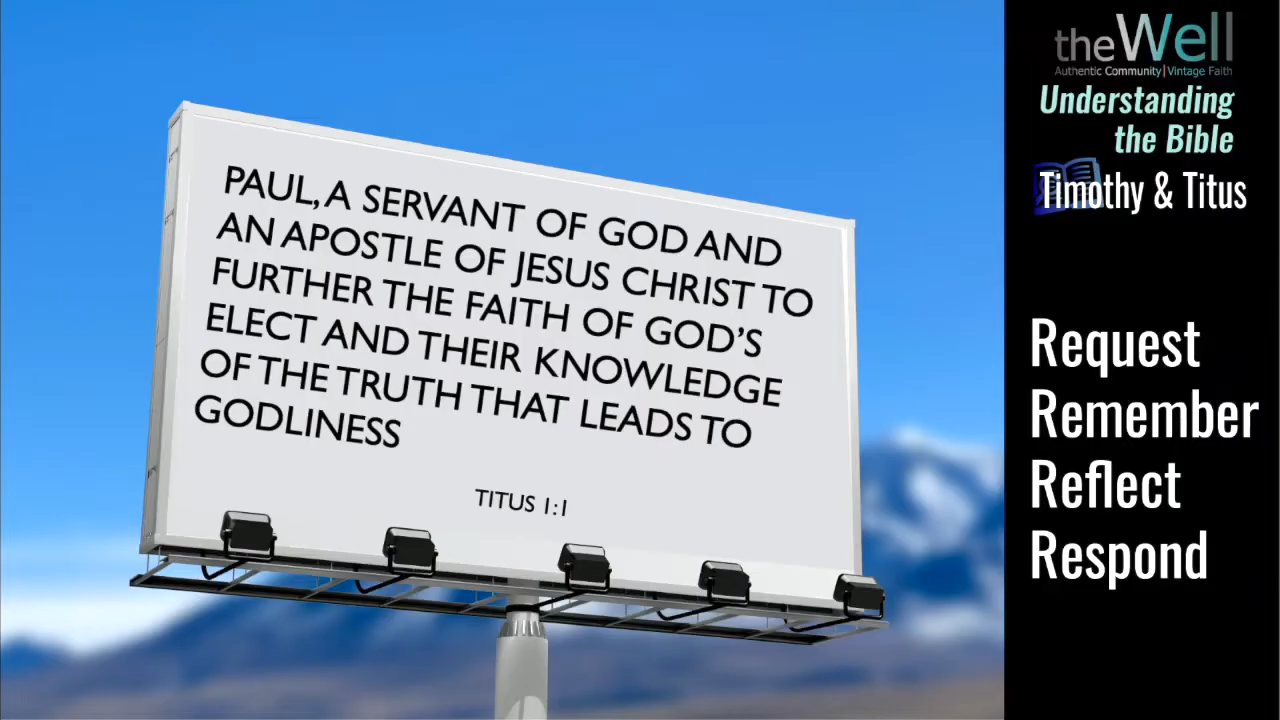 PAUL, A SERVANT OF GOD AND
AN APOSTLE OF JESUS CHRIST TO
FURTHER THE FAITH OF GOD’S
ELECT AND THEIR KNOWLEDGE
OF THE TRUTH THAT LEADS TO
GODLINESS
TITUS 1:1
theWell
Authentic Community|Vintage Faith
Understanding
the Bible
Timothy & Titus
Request
Remember
Reflect
Respond